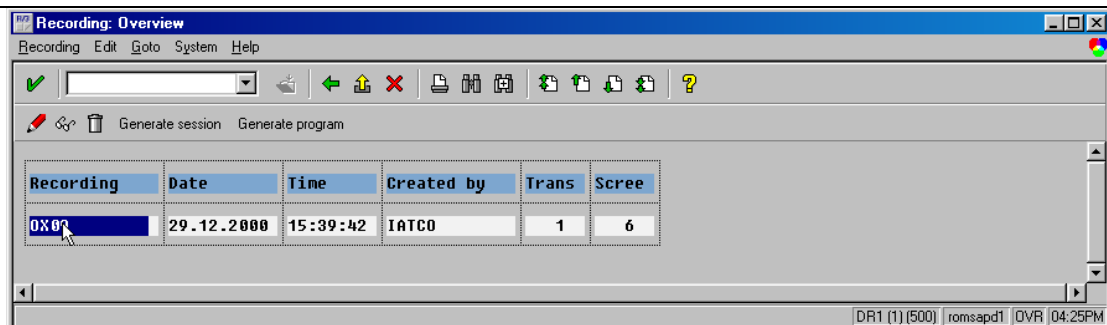 Recording: Overview
Recording Edit Goto System Help
Generate session Generate program
Recording Date Time Created by Trans Scree
29.12.2000 15:39:42 IATCO 1 6
DR1 (1) (500) romsapd1 OVR 04:25PM